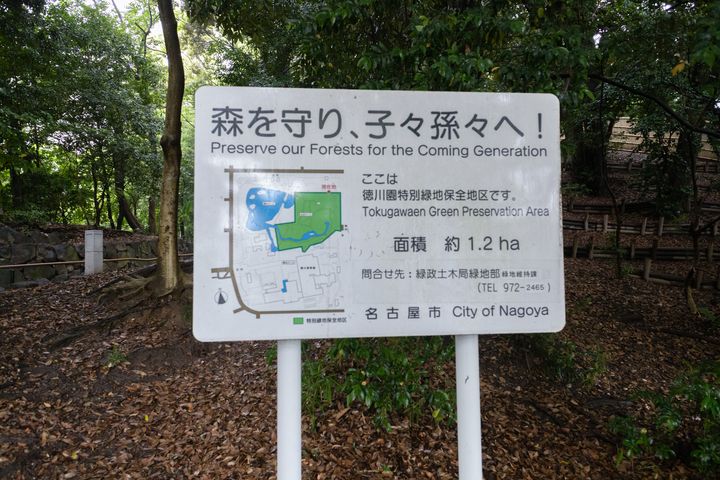 森を守り、子々孫々へ！
Preserve our Forests for the Coming Generation
ここは
徳川園特別緑地保全地区です。
Tokugawaen Green Preservation Area
面積 約 1.2 ha
問合せ先：緑政土木局緑地部 緑地維持課
(TEL 972-2465)
名古屋市 City of Nagoya
現在地
特別緑地保全地区